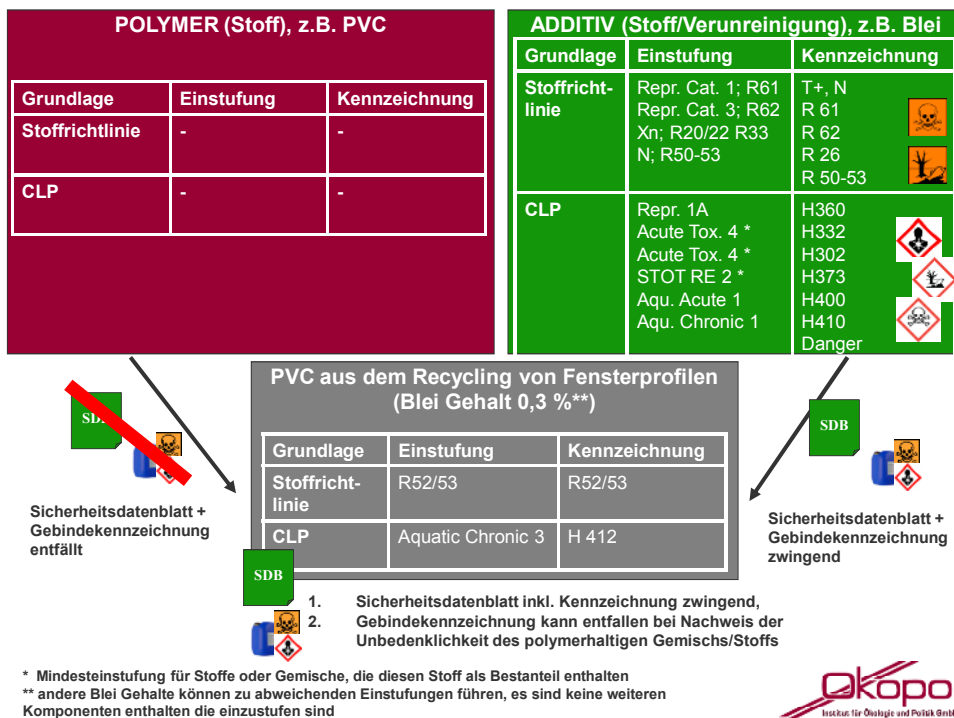 POLYMER (Stoff), z.B. PVC
Grundlage Einstufung Kennzeichnung
Stoffrichtlinie - -
CLP - -
ADDITIV (Stoff/Verunreinigung), z.B. Blei
Grundlage Einstufung Kennzeichnung
Stoffricht- Repr. Cat. 1; R61 T+, N
linie Repr. Cat. 3; R62 R 61
Xn; R20/22 R33 R 62
N; R50-53 R 26
R 50-53
CLP Repr. 1A H360
Acute Tox. 4 * H332
Acute Tox. 4 * H302
STOT RE 2 * H373
Aqu. Acute 1 H400
Aqu. Chronic 1 H410
Danger
SDB
Sicherheitsdatenblatt +
Gebindekennzeichnung
entfällt
PVC aus dem Recycling von Fensterprofilen
(Blei Gehalt 0,3 %**)
Grundlage Einstufung Kennzeichnung
Stoffricht- R52/53 R52/53
linie
CLP Aquatic Chronic 3 H 412
SDB
Sicherheitsdatenblatt +
Gebindekennzeichnung
zwingend
SDB
1. Sicherheitsdatenblatt inkl. Kennzeichnung zwingend,
2. Gebindekennzeichnung kann entfallen bei Nachweis der
Unbedenklichkeit des polymerhaltigen Gemischs/Stoffs
* Mindesteinstufung für Stoffe oder Gemische, die diesen Stoff als Bestandteil enthalten
** andere Blei Gehalte können zu abweichenden Einstufungen führen, es sind keine weiteren
Komponenten enthalten die einzustufen sind
Ökopol
Institut für Ökologie und Politik GmbH